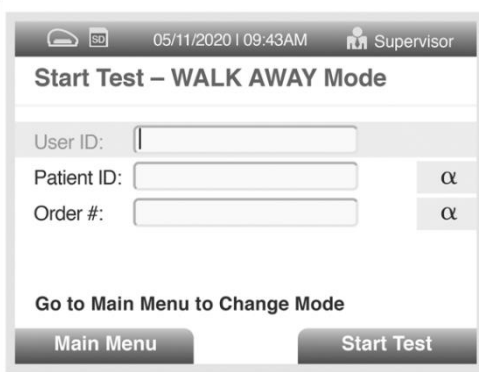 SD 05/11/2020 | 09:43AM Supervisor
Start Test – WALK AWAY Mode
User ID:
Patient ID: α
Order #: α
Go to Main Menu to Change Mode
Main Menu Start Test